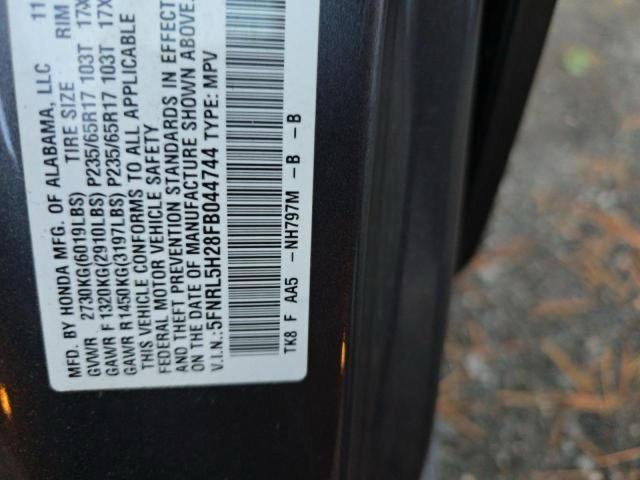 MFD. BY HONDA MFG. OF ALABAMA, LLC 11
GVWR 2730KG(6019LBS) TIRE SIZE RIM
GAWR F 1320KG(2910LBS) P235/65R17 103T 17X
GAWR R 1450KG(3197LBS) P235/65R17 103T 17X
THIS VEHICLE CONFORMS TO ALL APPLICABLE
FEDERAL MOTOR VEHICLE SAFETY
AND THEFT PREVENTION STANDARDS IN EFFECT
ON THE DATE OF MANUFACTURE SHOWN ABOVE.
V.I.N.: 5FNRL5H28FB044744 TYPE: MPV
TK8 F AA5 -NH797M -B -B